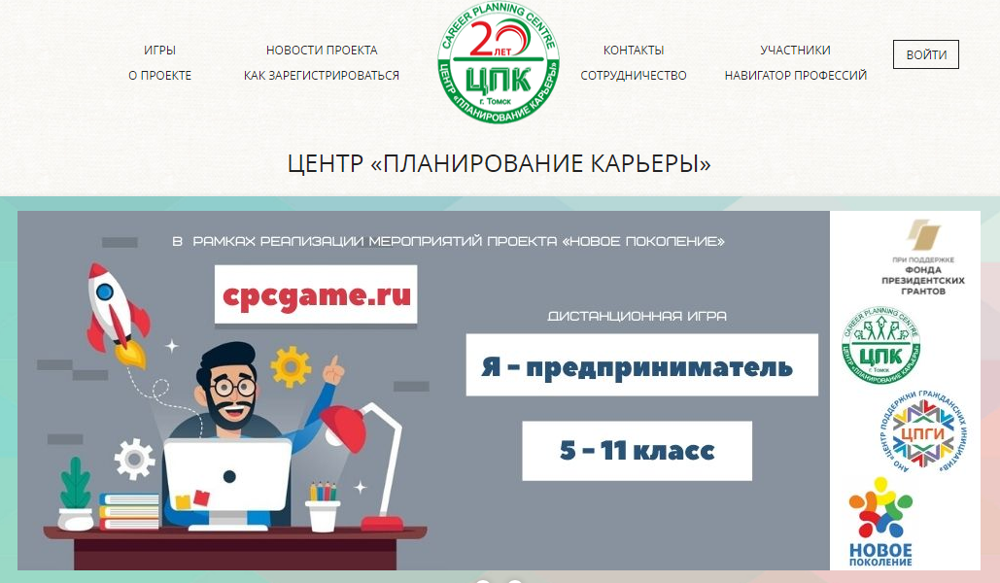 ИГРЫ
О ПРОЕКТЕ
НОВОСТИ ПРОЕКТА
КАК ЗАРЕГИСТРИРОВАТЬСЯ
CAREER PLANNING CENTRE
20
ЛЕТ
ЦПК
г. Томск
ЦЕНТР «ПЛАНИРОВАНИЕ КАРЬЕРЫ»
КОНТАКТЫ
СОТРУДНИЧЕСТВО
УЧАСТНИКИ
НАВИГАТОР ПРОФЕССИЙ
ВОЙТИ
ЦЕНТР «ПЛАНИРОВАНИЕ КАРЬЕРЫ»
В РАМКАХ РЕАЛИЗАЦИИ МЕРОПРИЯТИЙ ПРОЕКТА «НОВОЕ ПОКОЛЕНИЕ»
cpcgame.ru
ДИСТАНЦИОННАЯ ИГРА
Я – предприниматель
5 – 11 класс
ПРИ ПОДДЕРЖКЕ
ФОНДА
ПРЕЗИДЕНТСКИХ
ГРАНТОВ
CAREER PLANNING CENTRE
ЦПК
г. Томск
ЦЕНТР «ПЛАНИРОВАНИЕ КАРЬЕРЫ»
АНО «ЦЕНТР ПОДДЕРЖКИ ГРАЖДАНСКИХ ИНИЦИАТИВ»
ЦПГИ
НОВОЕ
ПОКОЛЕНИЕ